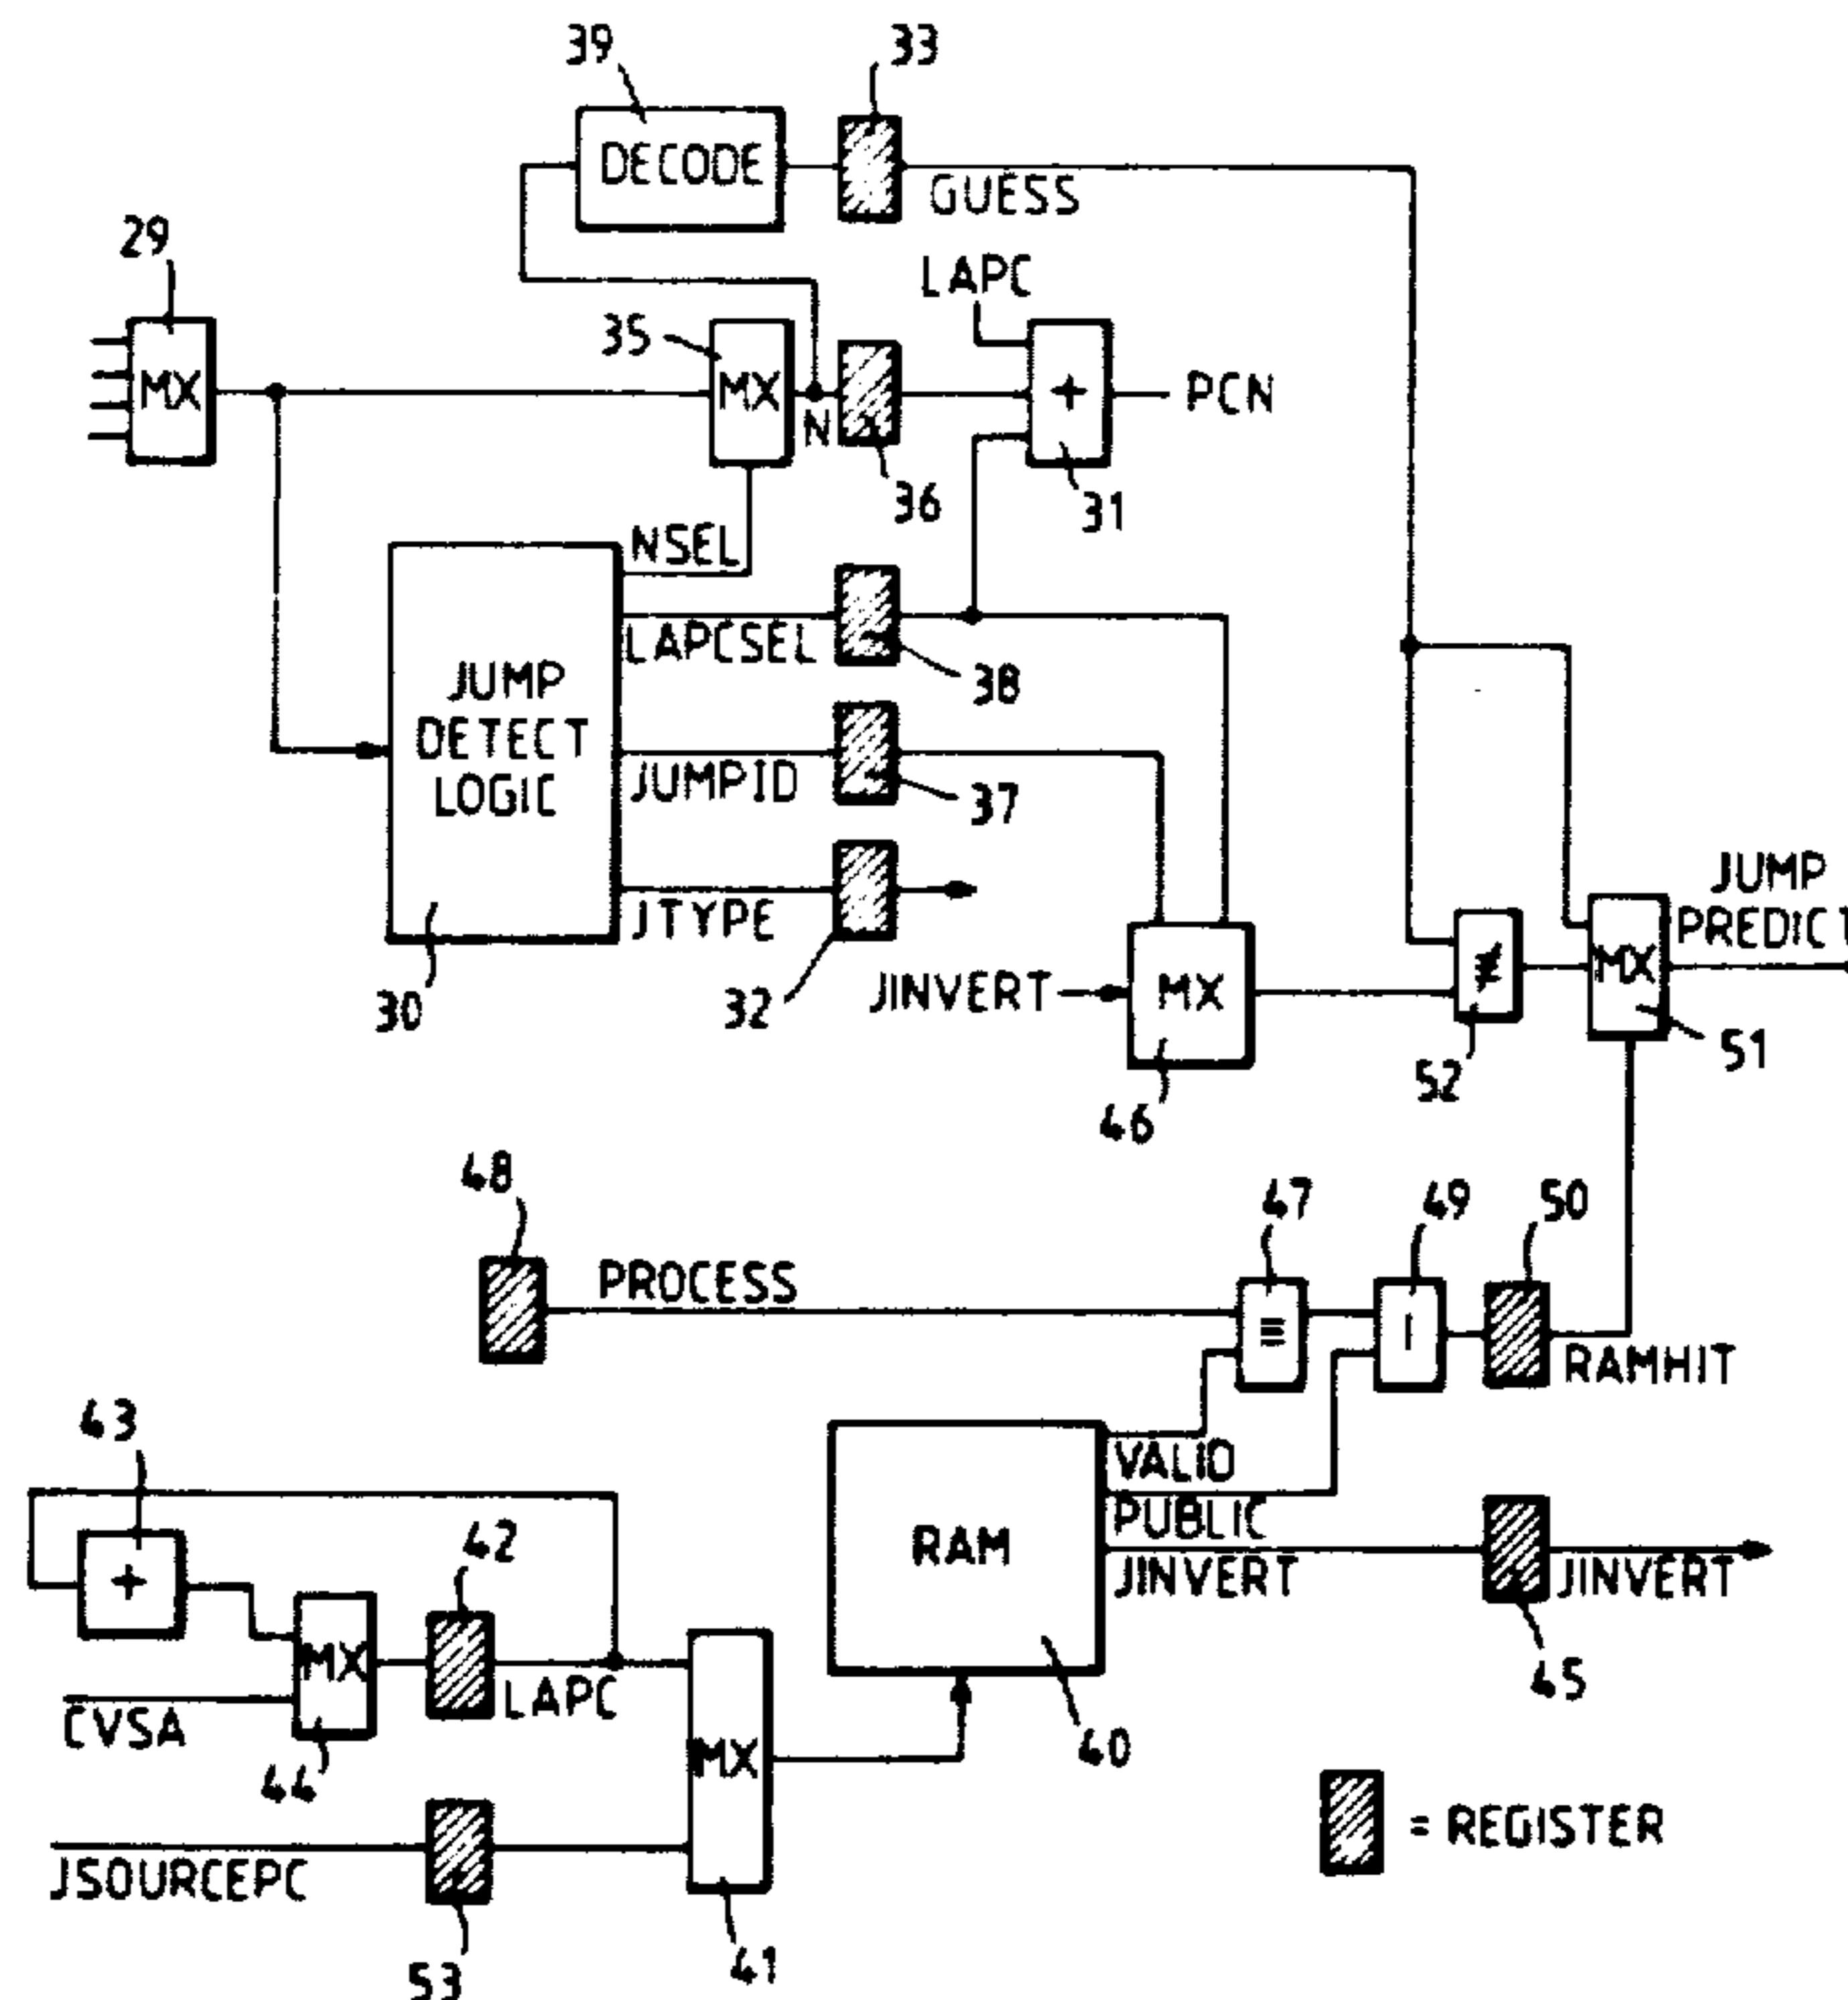 39
33
DECODE
GUESS
29
LAPC
35
MX
MX
+
PCN
N
36
31
NSEL
LAPCSEL
38
JUMP
DETECT
LOGIC
JUMPID
37
JTYPE
JUMP
PREDICT
30
32
JINVERT
MX
MX
52
51
46
48
47
49
50
PROCESS
≡
I
RAMHIT
43
VALID
PUBLIC
42
RAM
JINVERT
JINVERT
+
MX
45
LAPC
CVSA
MX
40
44
= REGISTER
JSOURCEPC
53
41